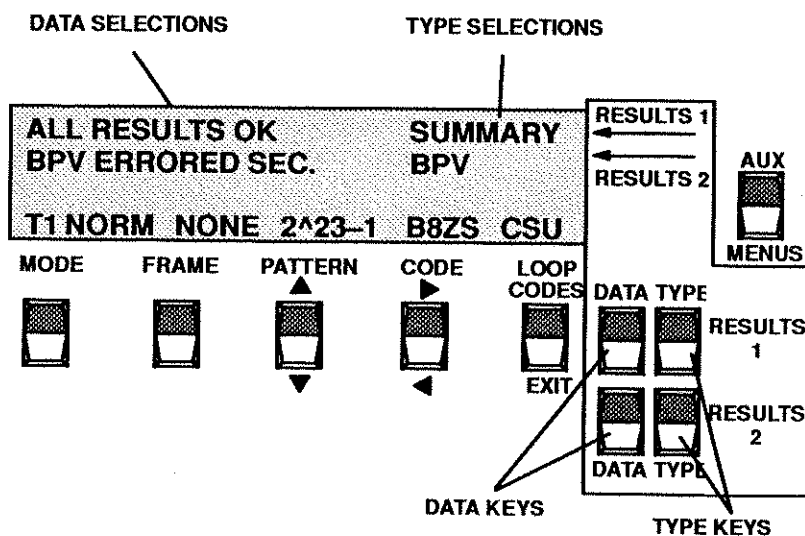 DATA SELECTIONS
TYPE SELECTIONS
ALL RESULTS OK SUMMARY
BPV ERRORED SEC. BPV
T1 NORM NONE 2^23–1 B8ZS CSU
RESULTS 1
RESULTS 2
AUX
MENUS
MODE
FRAME
PATTERN
CODE
LOOP
CODES
EXIT
DATA TYPE
RESULTS
1
RESULTS
2
DATA TYPE
DATA KEYS
TYPE KEYS